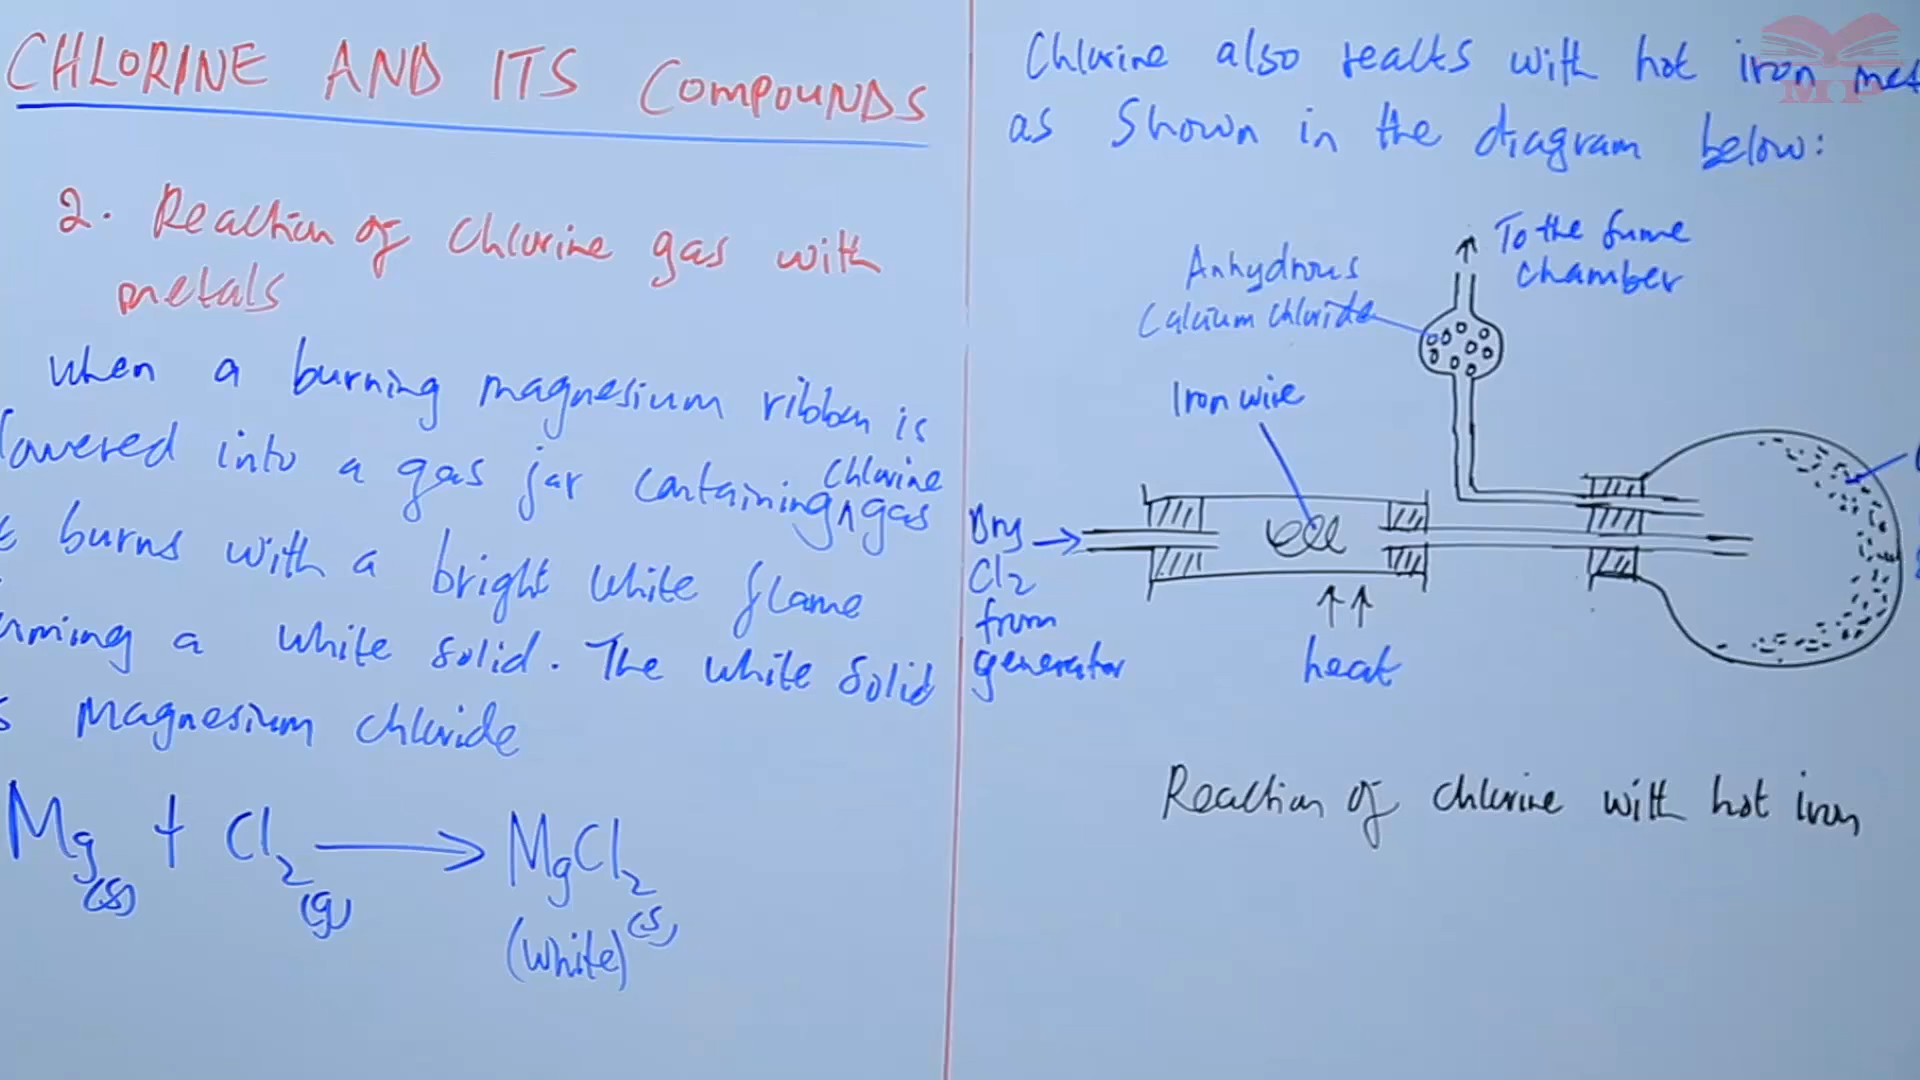 CHLORINE AND ITS COMPOUNDS
2. Reaction of chlorine gas with
metals
When a burning magnesium ribbon is
lowered into a gas jar containing chlorine gas
burns with a bright white flame
a white solid. The white solid
Magnesium chloride
Mg(s) + Cl2(g) → MgCl2(s)
(white)
Chlorine also reacts with hot iron
as shown in the diagram below:
To the fume
chamber
Anhydrous
Calcium chloride
Iron wire
Dry
Cl2
from
generator
heat
Reaction of chlorine with hot iron
MP